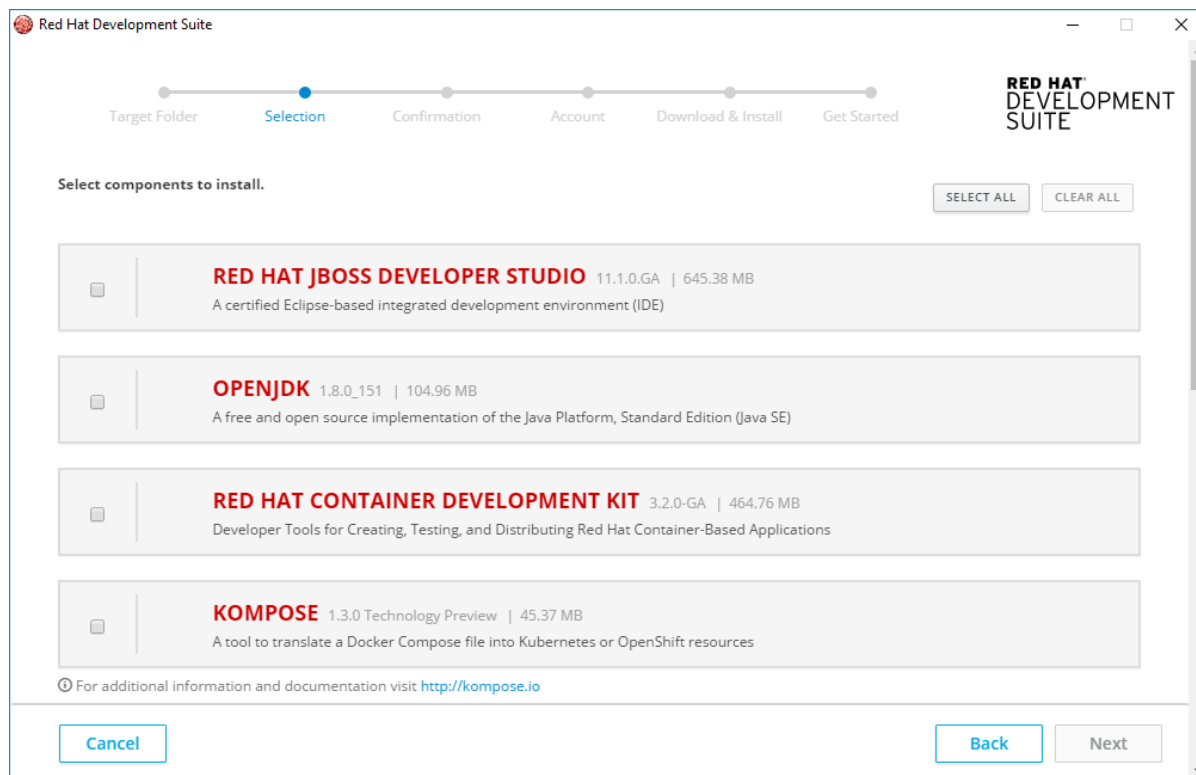 Red Hat Development Suite
Target Folder
Selection
Confirmation
Account
Download & Install
Get Started
RED HAT®
DEVELOPMENT
SUITE
Select components to install.
SELECT ALL
CLEAR ALL
RED HAT JBOSS DEVELOPER STUDIO 11.1.0.GA | 645.38 MB
A certified Eclipse-based integrated development environment (IDE)
OPENJDK 1.8.0_151 | 104.96 MB
A free and open source implementation of the Java Platform, Standard Edition (Java SE)
RED HAT CONTAINER DEVELOPMENT KIT 3.2.0-GA | 464.76 MB
Developer Tools for Creating, Testing, and Distributing Red Hat Container-Based Applications
KOMPOSE 1.3.0 Technology Preview | 45.37 MB
A tool to translate a Docker Compose file into Kubernetes or OpenShift resources
For additional information and documentation visit http://kompose.io
Cancel
Back
Next